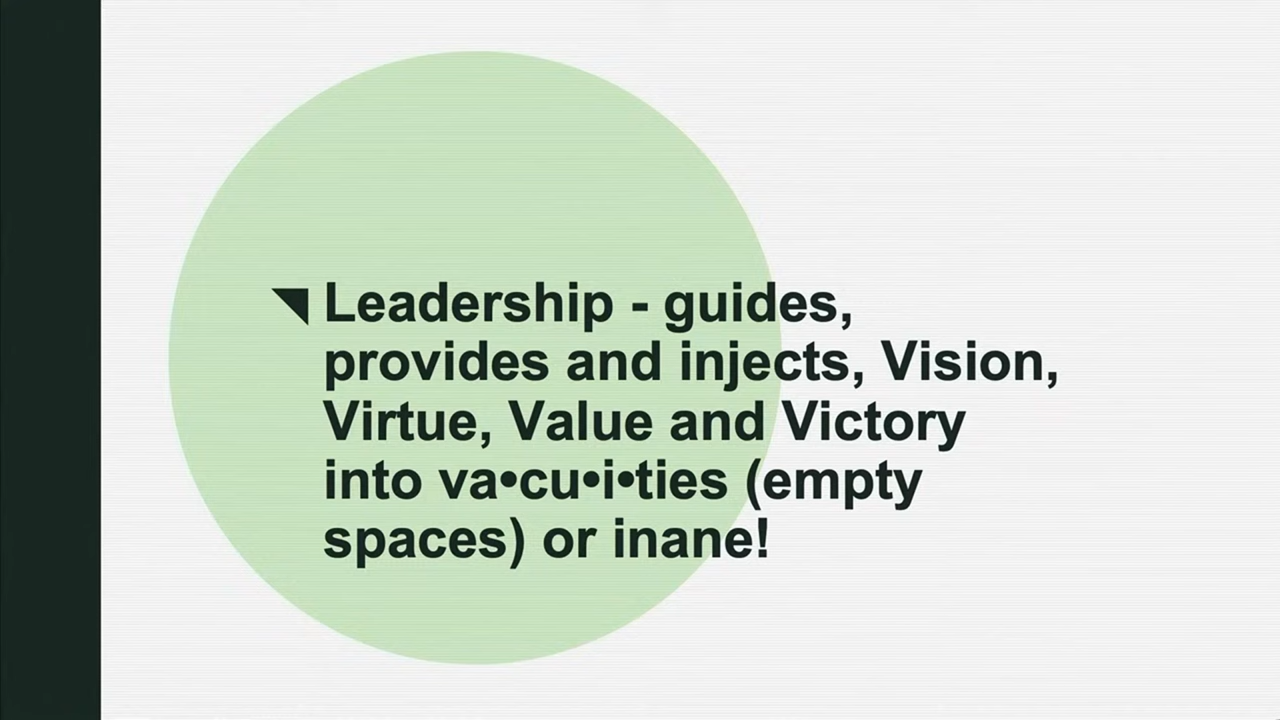 Leadership - guides,
provides and injects, Vision,
Virtue, Value and Victory
into va•cu•i•ties (empty
spaces) or inane!